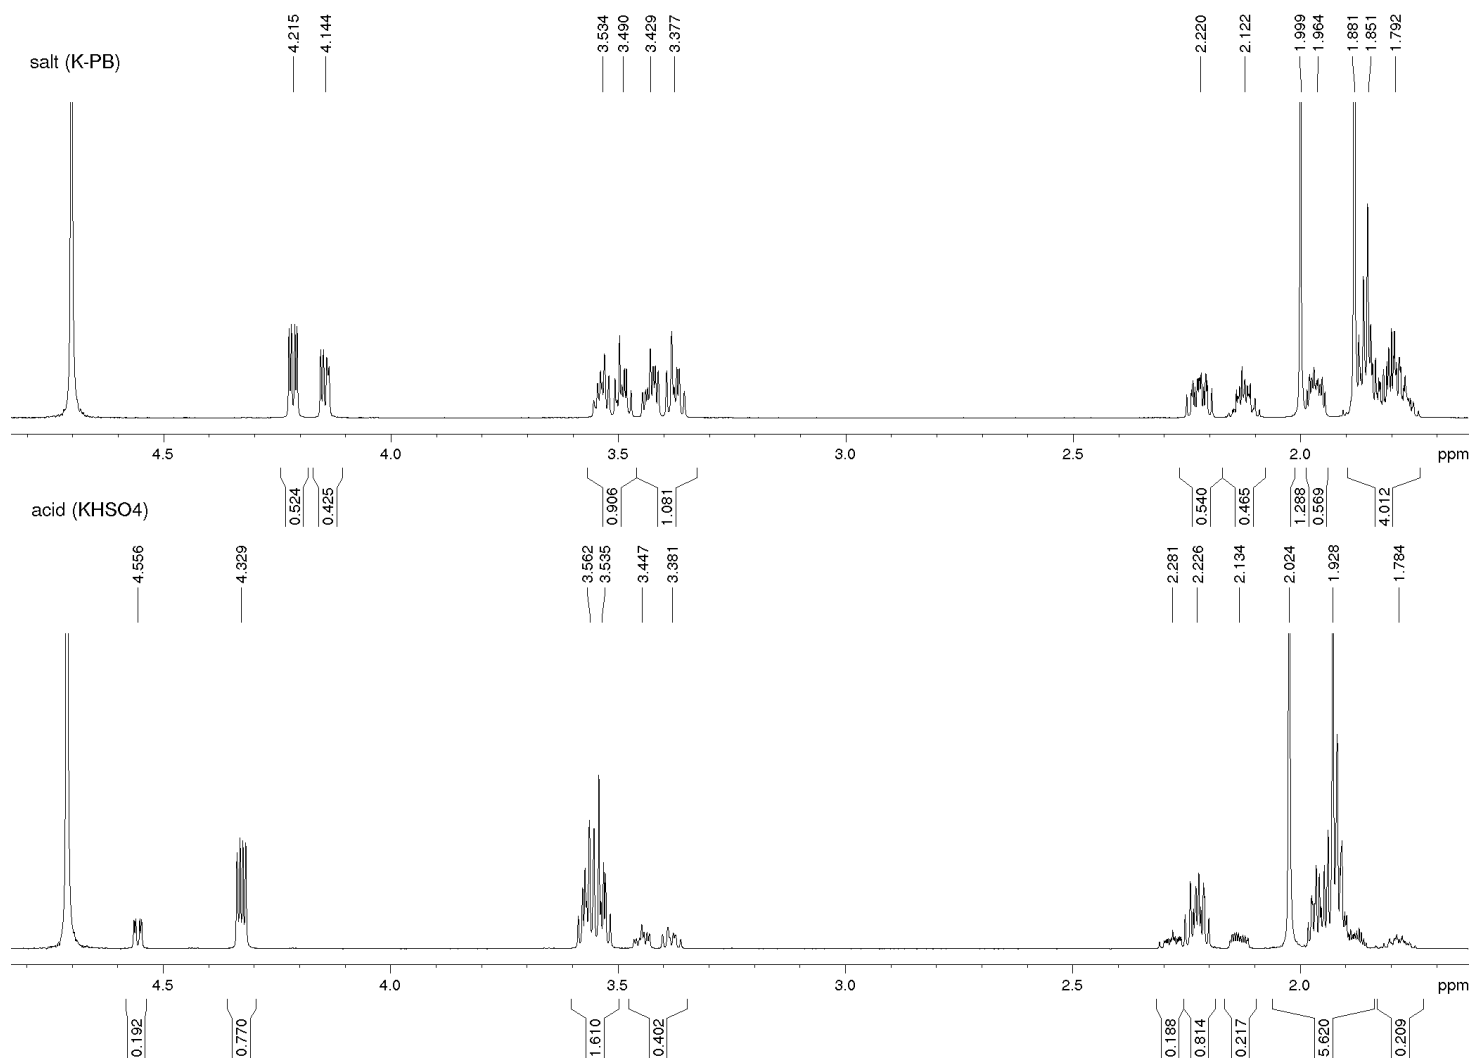 4.215 4.144 3.534 3.490 3.429 3.377 2.220 2.122 1.999 1.964 1.881 1.851 1.792
salt (K-PB)
4.5 4.0 3.5 3.0 2.5 2.0 ppm
0.524 0.425 0.906 1.081 0.540 0.465 1.288 0.569 4.012
acid (KHSO4)
4.556 4.329 3.562 3.535 3.447 3.381 2.281 2.226 2.134 2.024 1.928 1.784
4.5 4.0 3.5 3.0 2.5 2.0 ppm
0.192 0.770 1.610 0.402 0.188 0.814 0.217 5.620 0.209